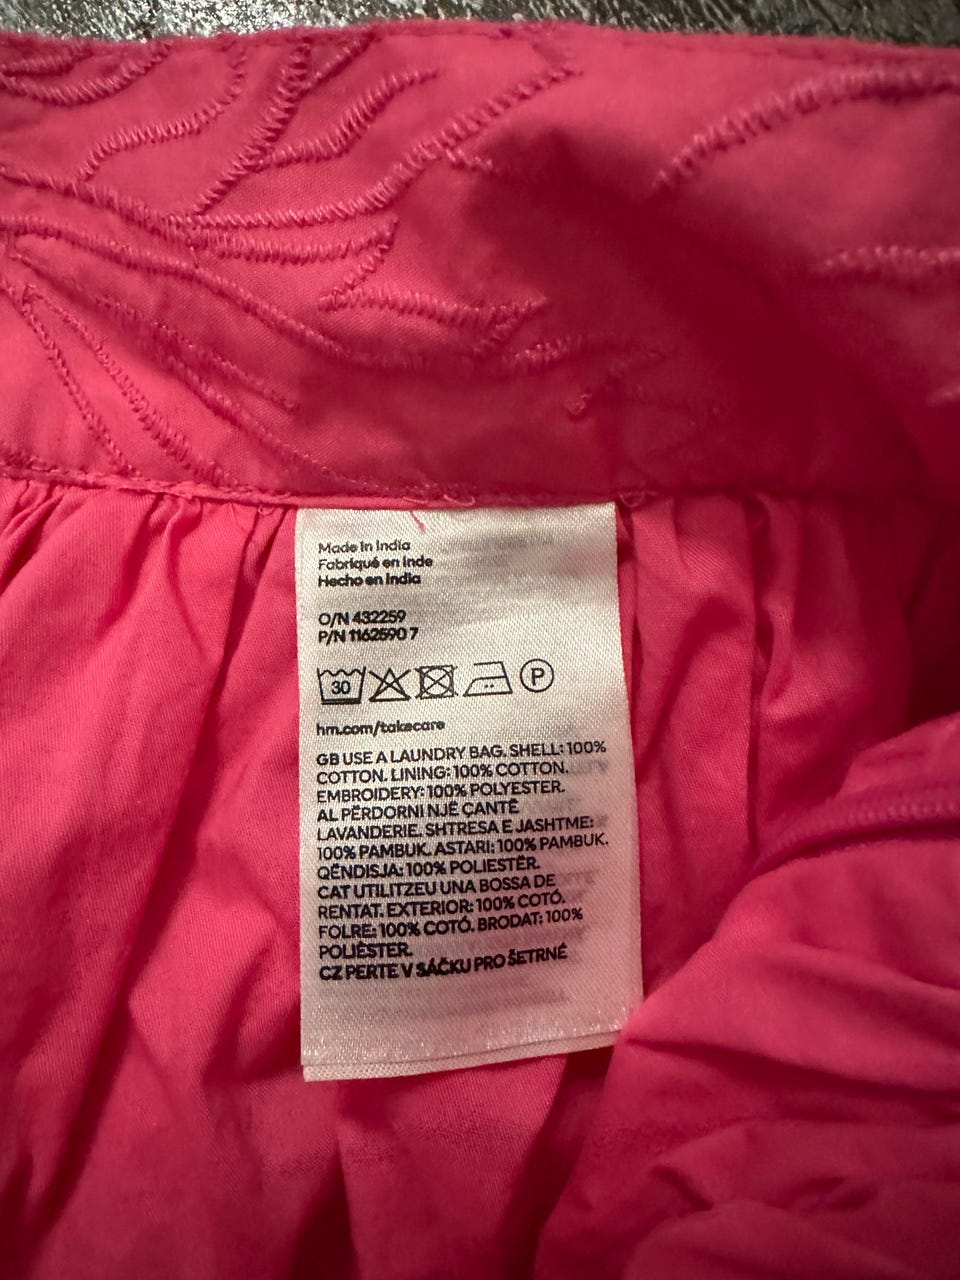 Made in India
Fabriqué en Inde
Hecho en India
O/N 432259
P/N 1162590 7
30 P
hm.com/takecare
GB USE A LAUNDRY BAG. SHELL: 100%
COTTON. LINING: 100% COTTON.
EMBROIDERY: 100% POLYESTER.
AL PËRDORNI NJË ÇANTË
LAVANDERIE. SHTRESA E JASHTME:
100% PAMBUK. ASTARI: 100% PAMBUK.
QËNDISJA: 100% POLIESTËR.
CAT UTILITZEU UNA BOSSA DE
RENTAT. EXTERIOR: 100% COTÓ.
FOLRE: 100% COTÓ. BRODAT: 100%
POLIÈSTER.
CZ PERTE V SÁČKU PRO ŠETRNÉ